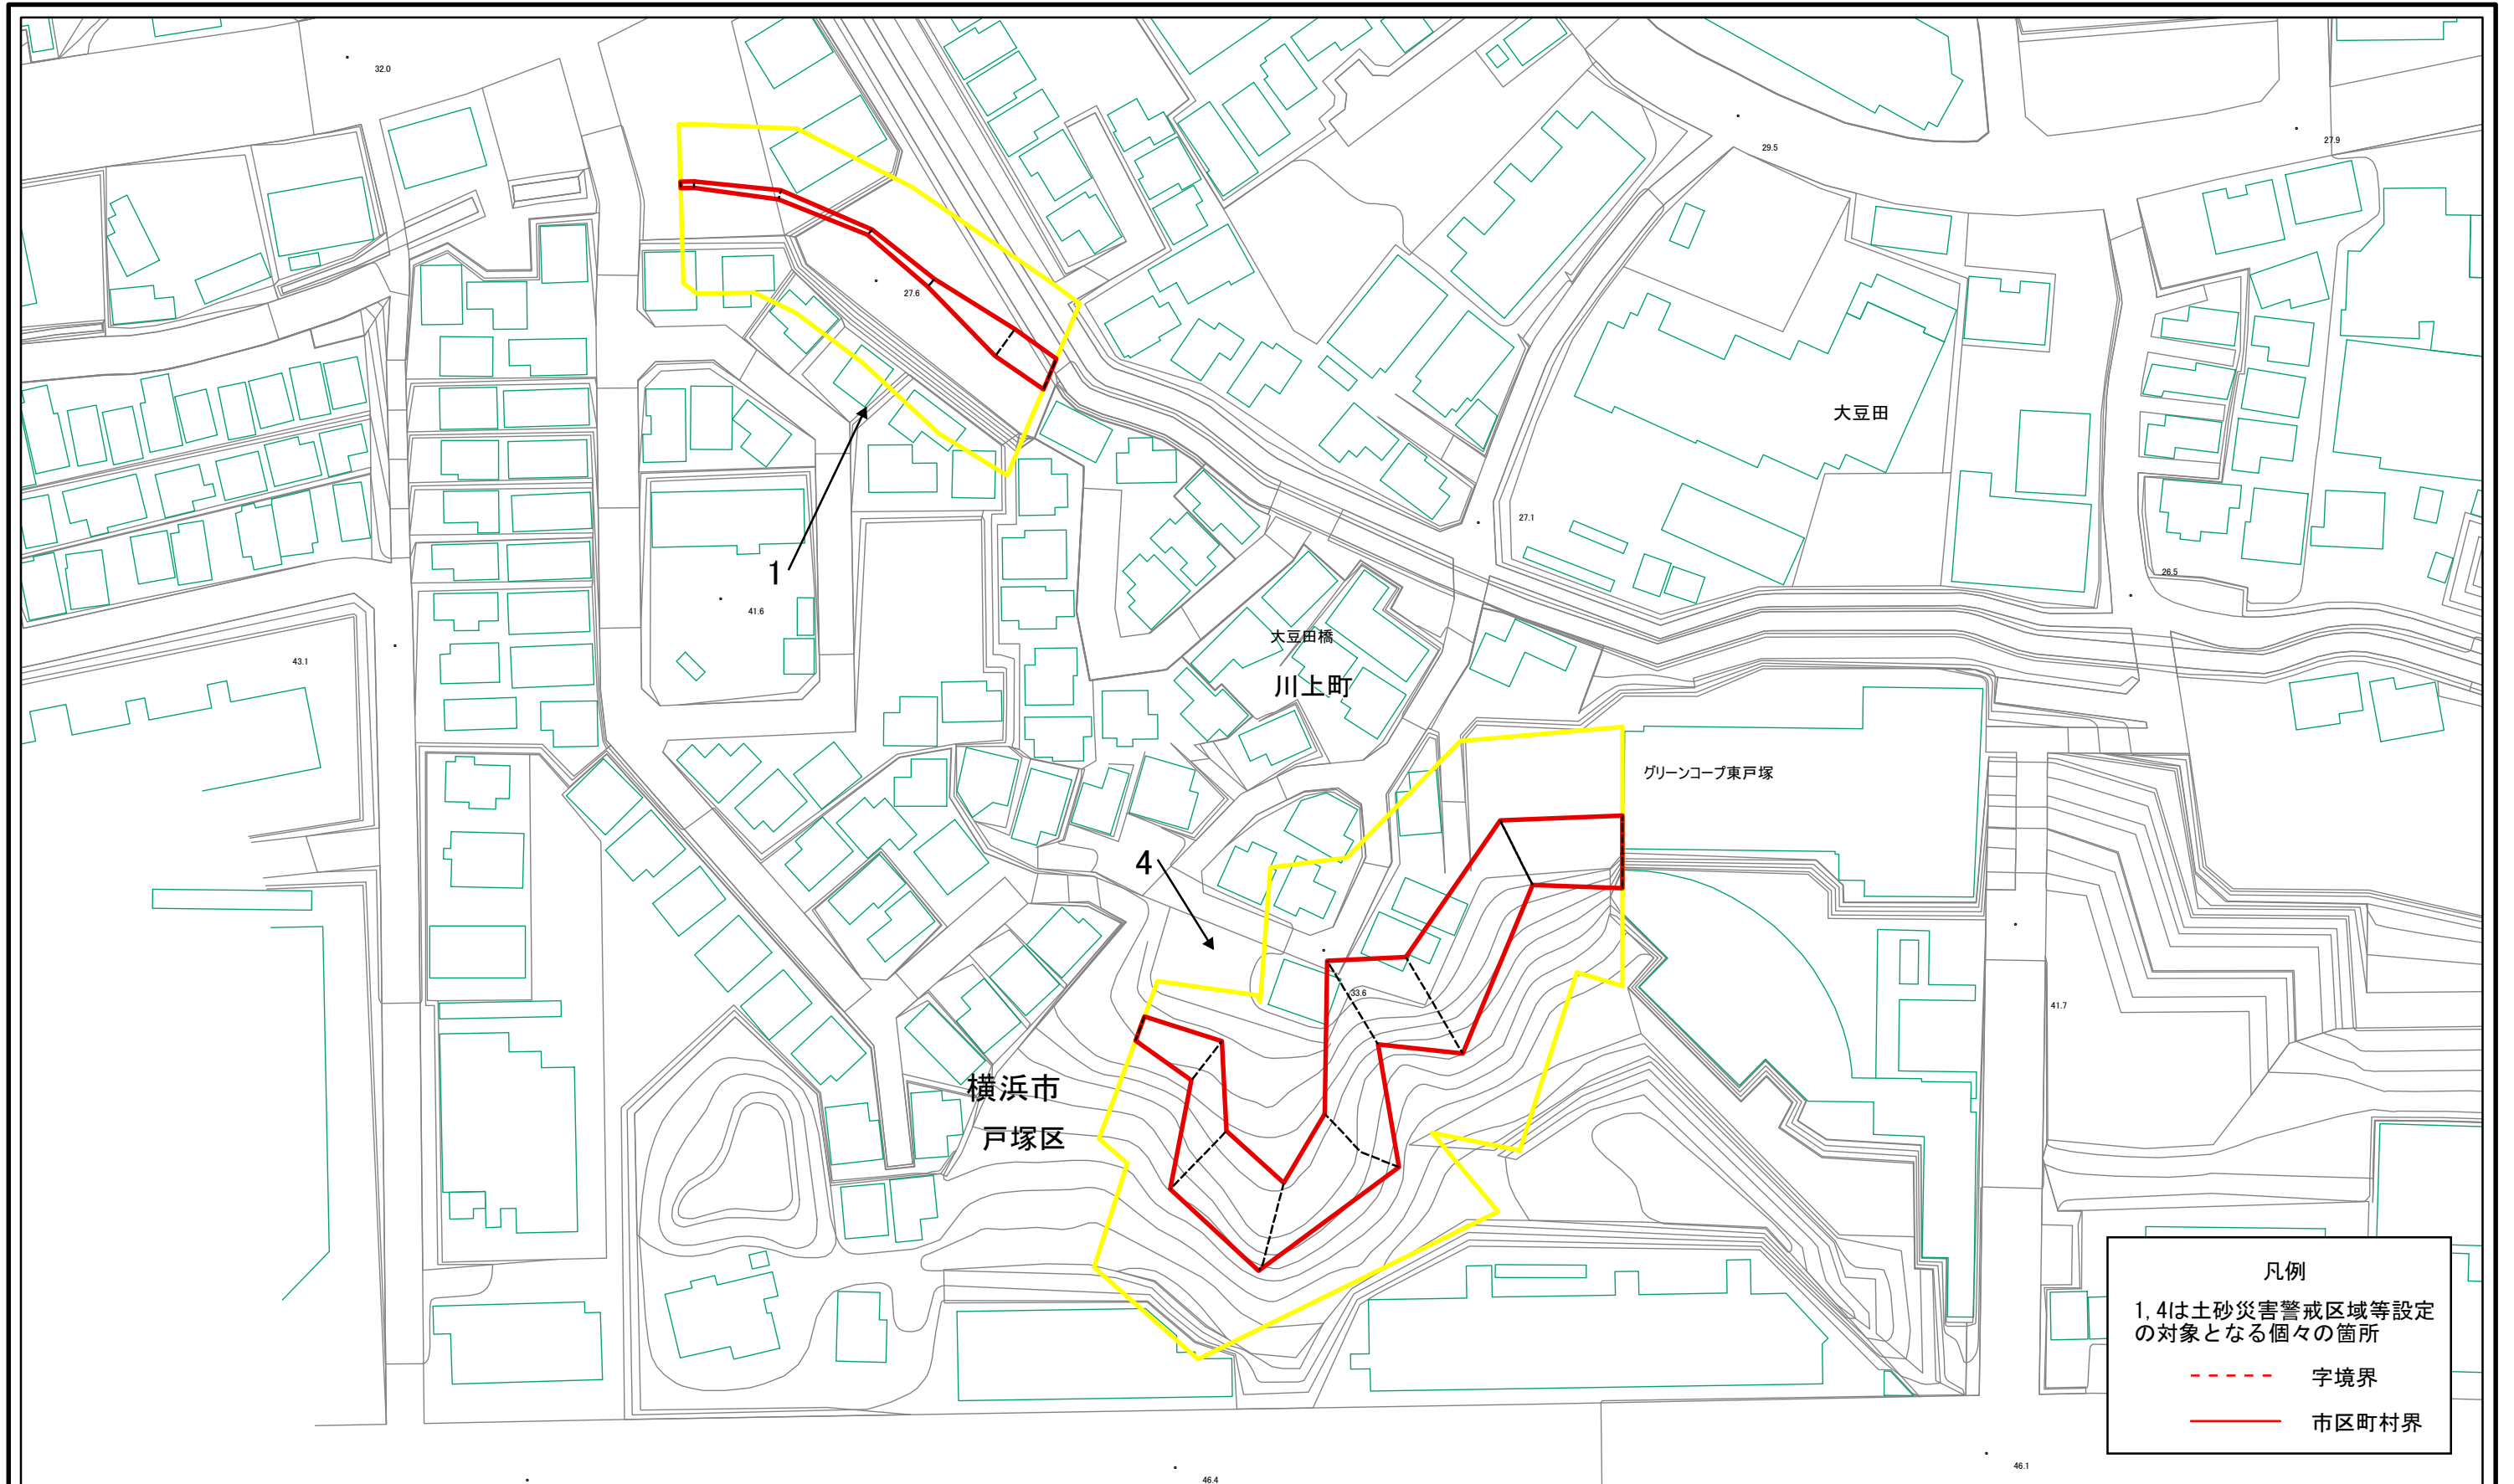 32.0
27.9
29.5
27.6
大豆田
27.1
1
26.5
41.6
大豆田橋
43.1
川上町
グリーンコープ東戸塚
4
33.6
41.7
横浜市
戸塚区
凡例
1,4は土砂災害警戒区域等設定
の対象となる個々の箇所
字境界
市区町村界
46.1
46.4